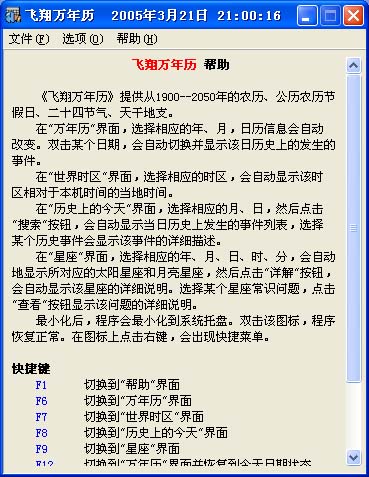 飞翔万年历  2005年3月21日 21:00:16
文件(F) 选项(O) 帮助(H)
飞翔万年历 帮助
《飞翔万年历》提供从1900--2050年的农历、公历农历节
假日、二十四节气、天干地支。
在“万年历”界面，选择相应的年、月，日历信息会自动
改变。双击某个日期，会自动切换并显示该日历史上的发生的
事件。
在“世界时区”界面，选择相应的时区，会自动显示该时
区相对于本机时间的当地时间。
在“历史上的今天”界面，选择相应的月、日，然后点击
“搜索”按钮，会自动显示当日历史上发生的事件列表，选择
某个历史事件会显示该事件的详细描述。
在“星座”界面，选择相应的年、月、日、时、分，会自动
地显示所对应的太阳星座和月亮星座，然后点击“详解”按钮，
会自动显示该星座的详细说明。选择某个星座常识问题，点击
“查看”按钮显示该问题的详细说明。
最小化后，程序会最小化到系统托盘。双击该图标，程序
恢复正常。在图标上点击右键，会出现快捷菜单。
快捷键
F1 切换到“帮助”界面
F6 切换到“万年历”界面
F7 切换到“世界时区”界面
F8 切换到“历史上的今天”界面
F9 切换到“星座”界面
F12 切换到“万年历”界面并恢复到今天日期状态